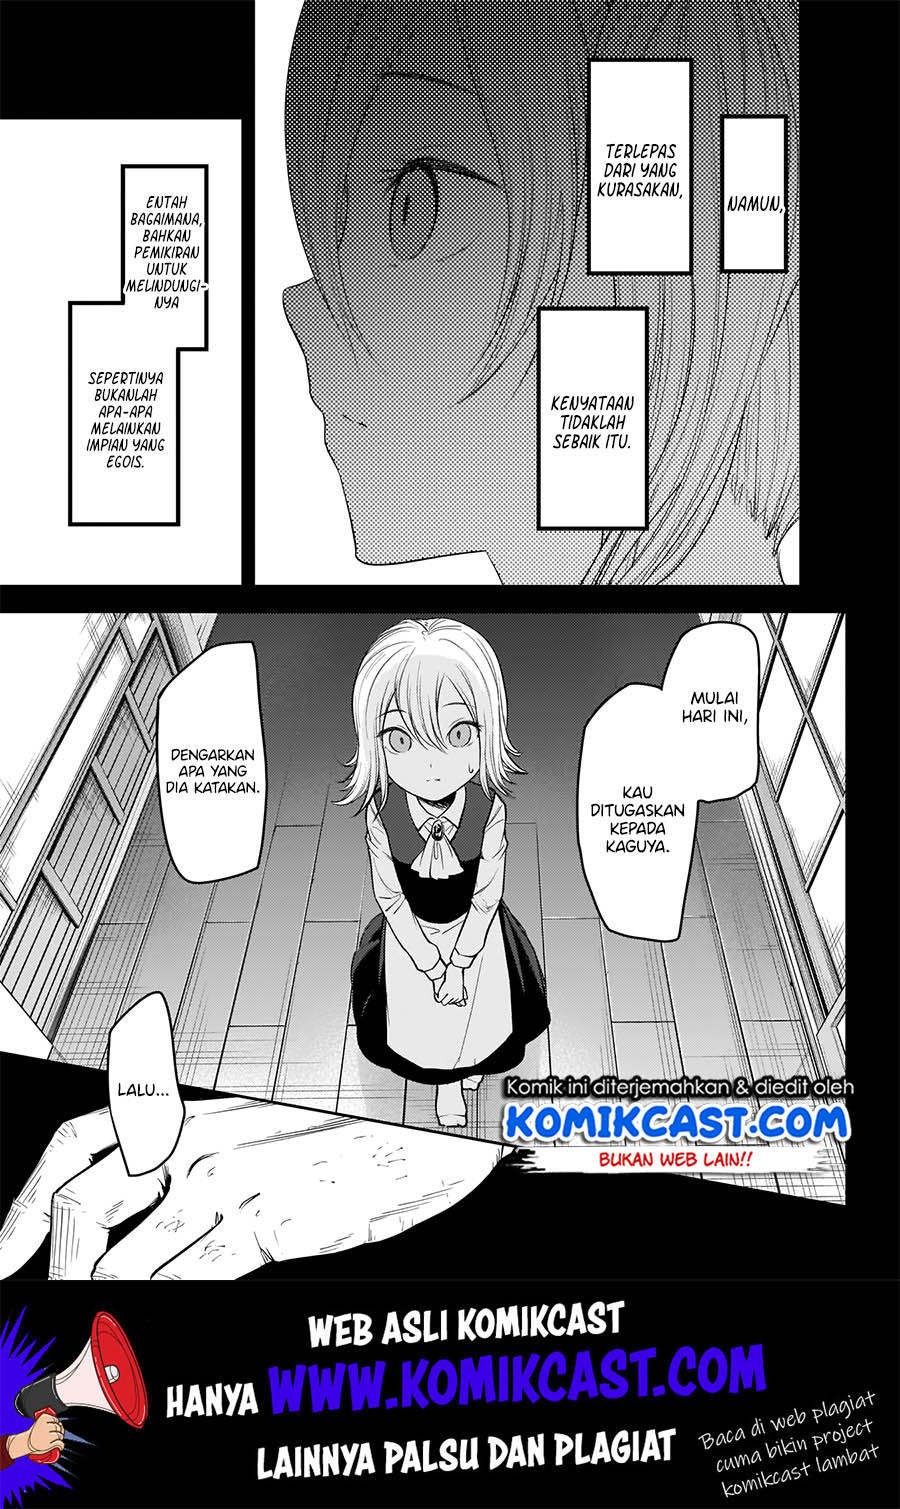 NAMUN,
TERLEPAS
DARI YANG
KURASAKAN,
KENYATAAN
TIDAKLAH
SEBAIK ITU.
ENTAH
BAGAIMANA,
BAHKAN
PEMIKIRAN
UNTUK
MELINDUNGI-
NYA
SEPERTINYA
BUKANLAH
APA-APA
MELAINKAN
IMPIAN YANG
EGOIS.
MULAI
HARI INI,
KAU
DITUGASKAN
KEPADA
KAGUYA.
DENGARKAN
APA YANG
DIA KATAKAN.
LALU...
Komik ini diterjemahkan & diedit oleh
KOMIKCAST.COM
BUKAN WEB LAIN!!
WEB ASLI KOMIKCAST
HANYA WWW.KOMIKCAST.COM
LAINNYA PALSU DAN PLAGIAT
Baca di web plagiat
cuma bikin project
komikcast lambat